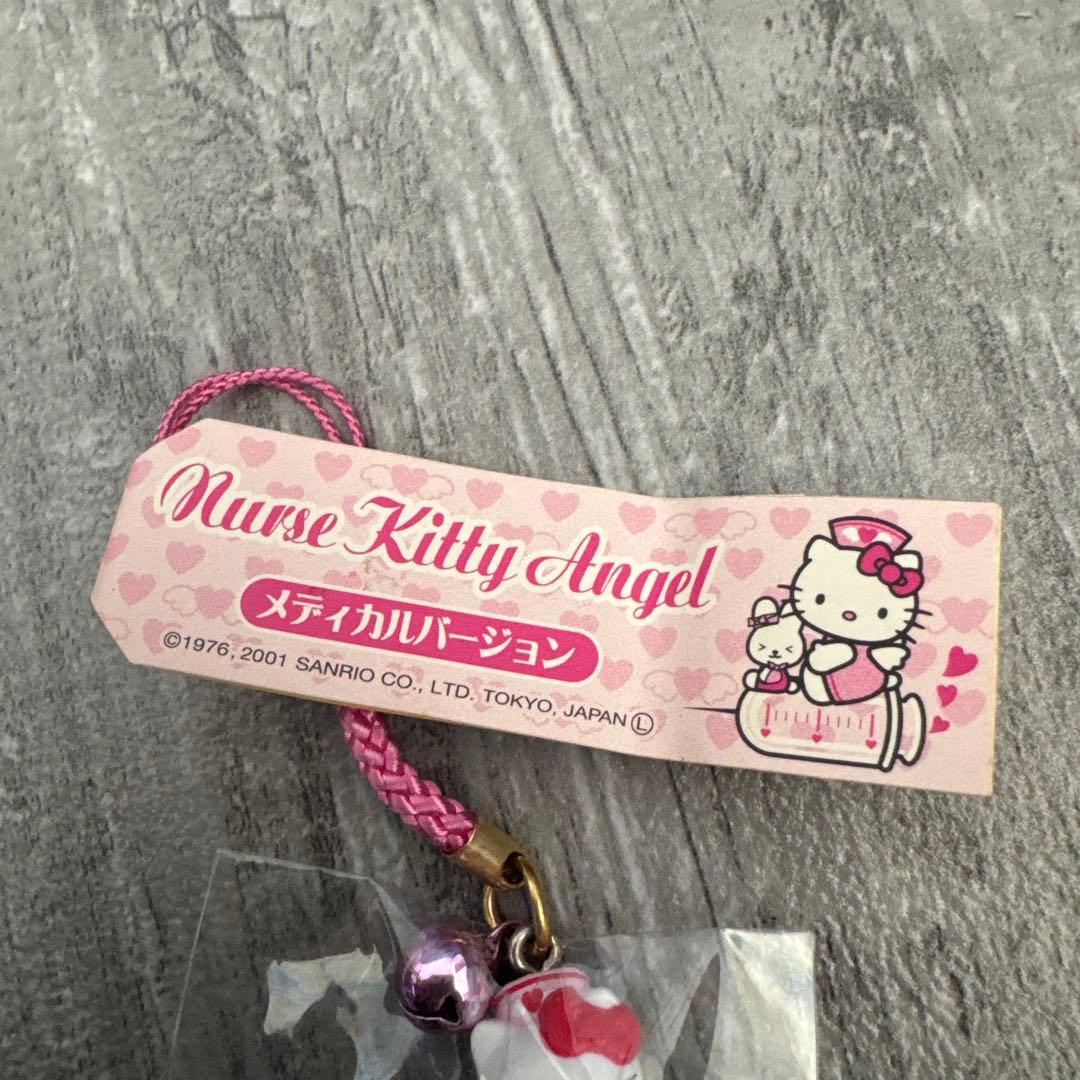 Nurse Kitty Angel
メディカルバージョン
©1976, 2001 SANRIO CO., LTD. TOKYO, JAPAN Ⓛ